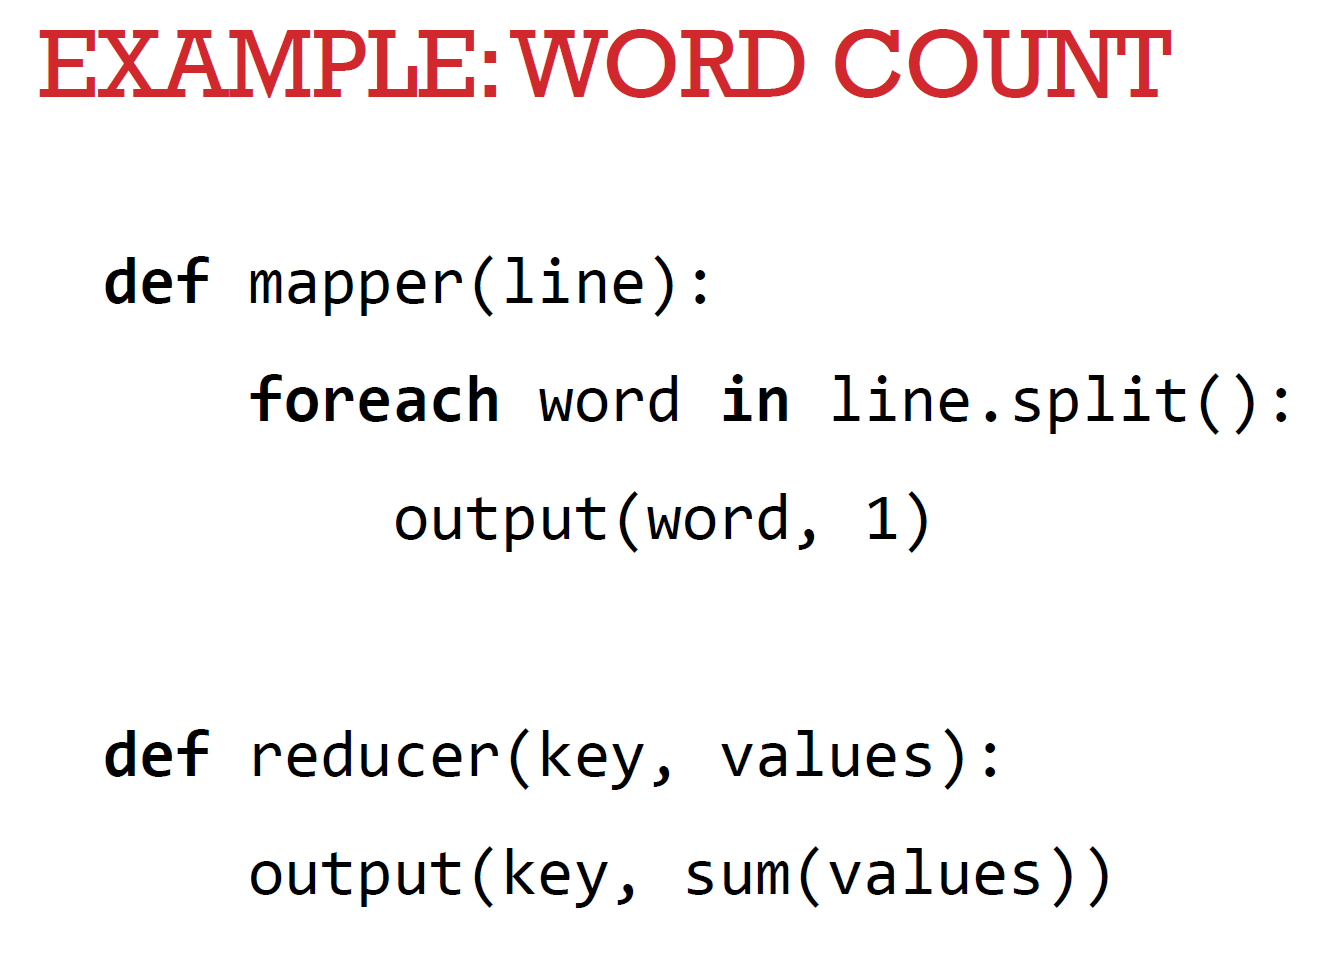 EXAMPLE: WORD COUNT
def mapper(line):
foreach word in line.split():
output(word, 1)
def reducer(key, values):
output(key, sum(values))